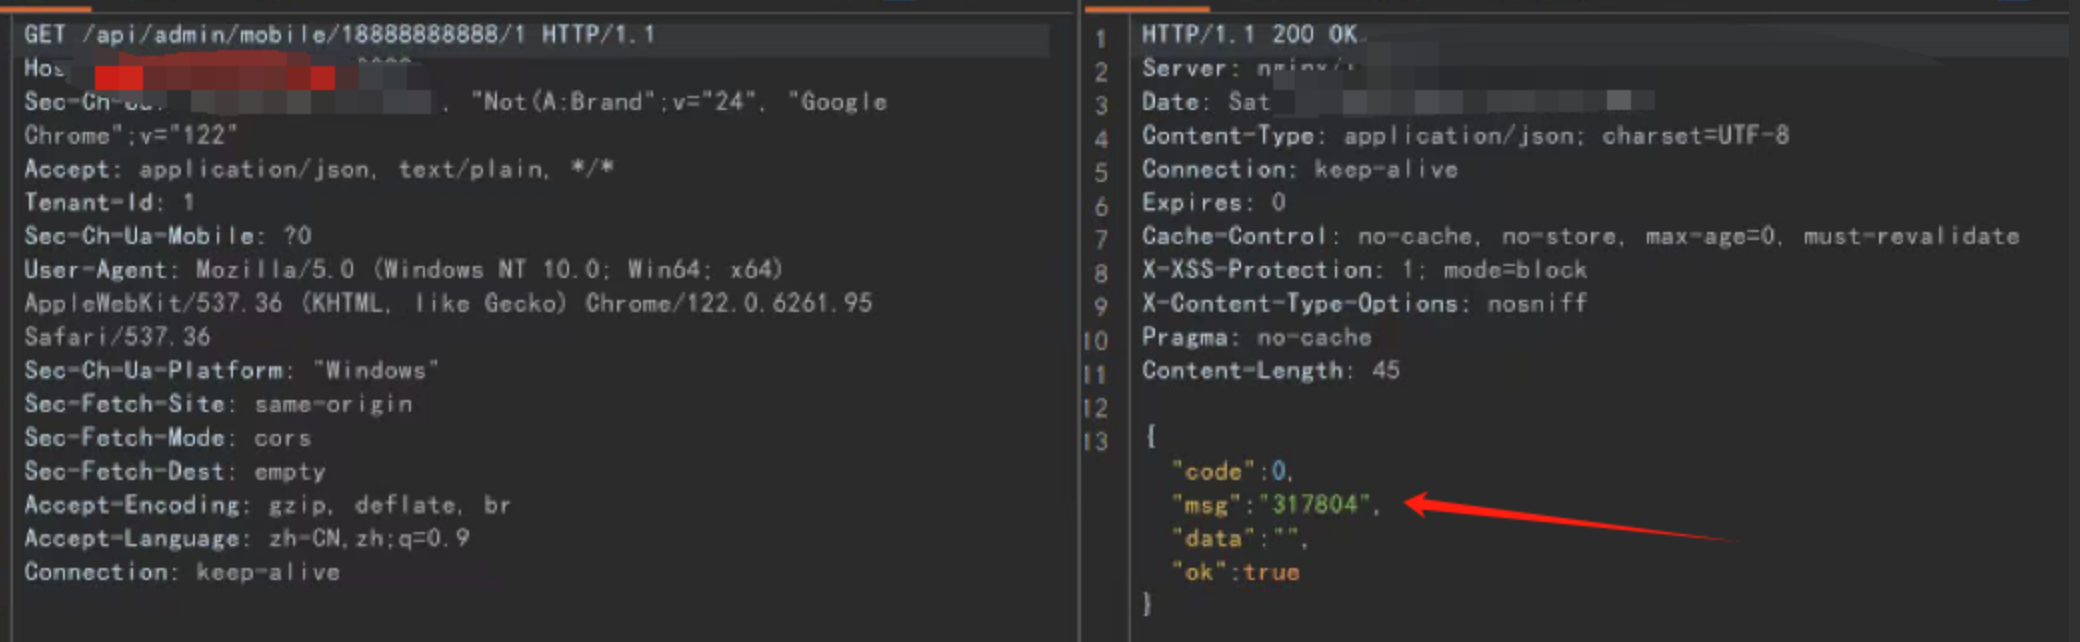 GET /api/admin/mobile/18888888888/1 HTTP/1.1
Sec-Ch-Ua: "Not(A:Brand";v="24", "Google
Chrome";v="122"
Accept: application/json, text/plain, */*
Tenant-Id: 1
Sec-Ch-Ua-Mobile: ?0
User-Agent: Mozilla/5.0 (Windows NT 10.0; Win64; x64)
AppleWebKit/537.36 (KHTML, like Gecko) Chrome/122.0.6261.95
Safari/537.36
Sec-Ch-Ua-Platform: "Windows"
Sec-Fetch-Site: same-origin
Sec-Fetch-Mode: cors
Sec-Fetch-Dest: empty
Accept-Encoding: gzip, deflate, br
Accept-Language: zh-CN,zh;q=0.9
Connection: keep-alive
1 HTTP/1.1 200 OK
2 Server:
3 Date: Sat
4 Content-Type: application/json; charset=UTF-8
5 Connection: keep-alive
6 Expires: 0
7 Cache-Control: no-cache, no-store, max-age=0, must-revalidate
8 X-XSS-Protection: 1; mode=block
9 X-Content-Type-Options: nosniff
10 Pragma: no-cache
11 Content-Length: 45
12
13 {
"code":0,
"msg":"317804",
"data":"",
"ok":true
}